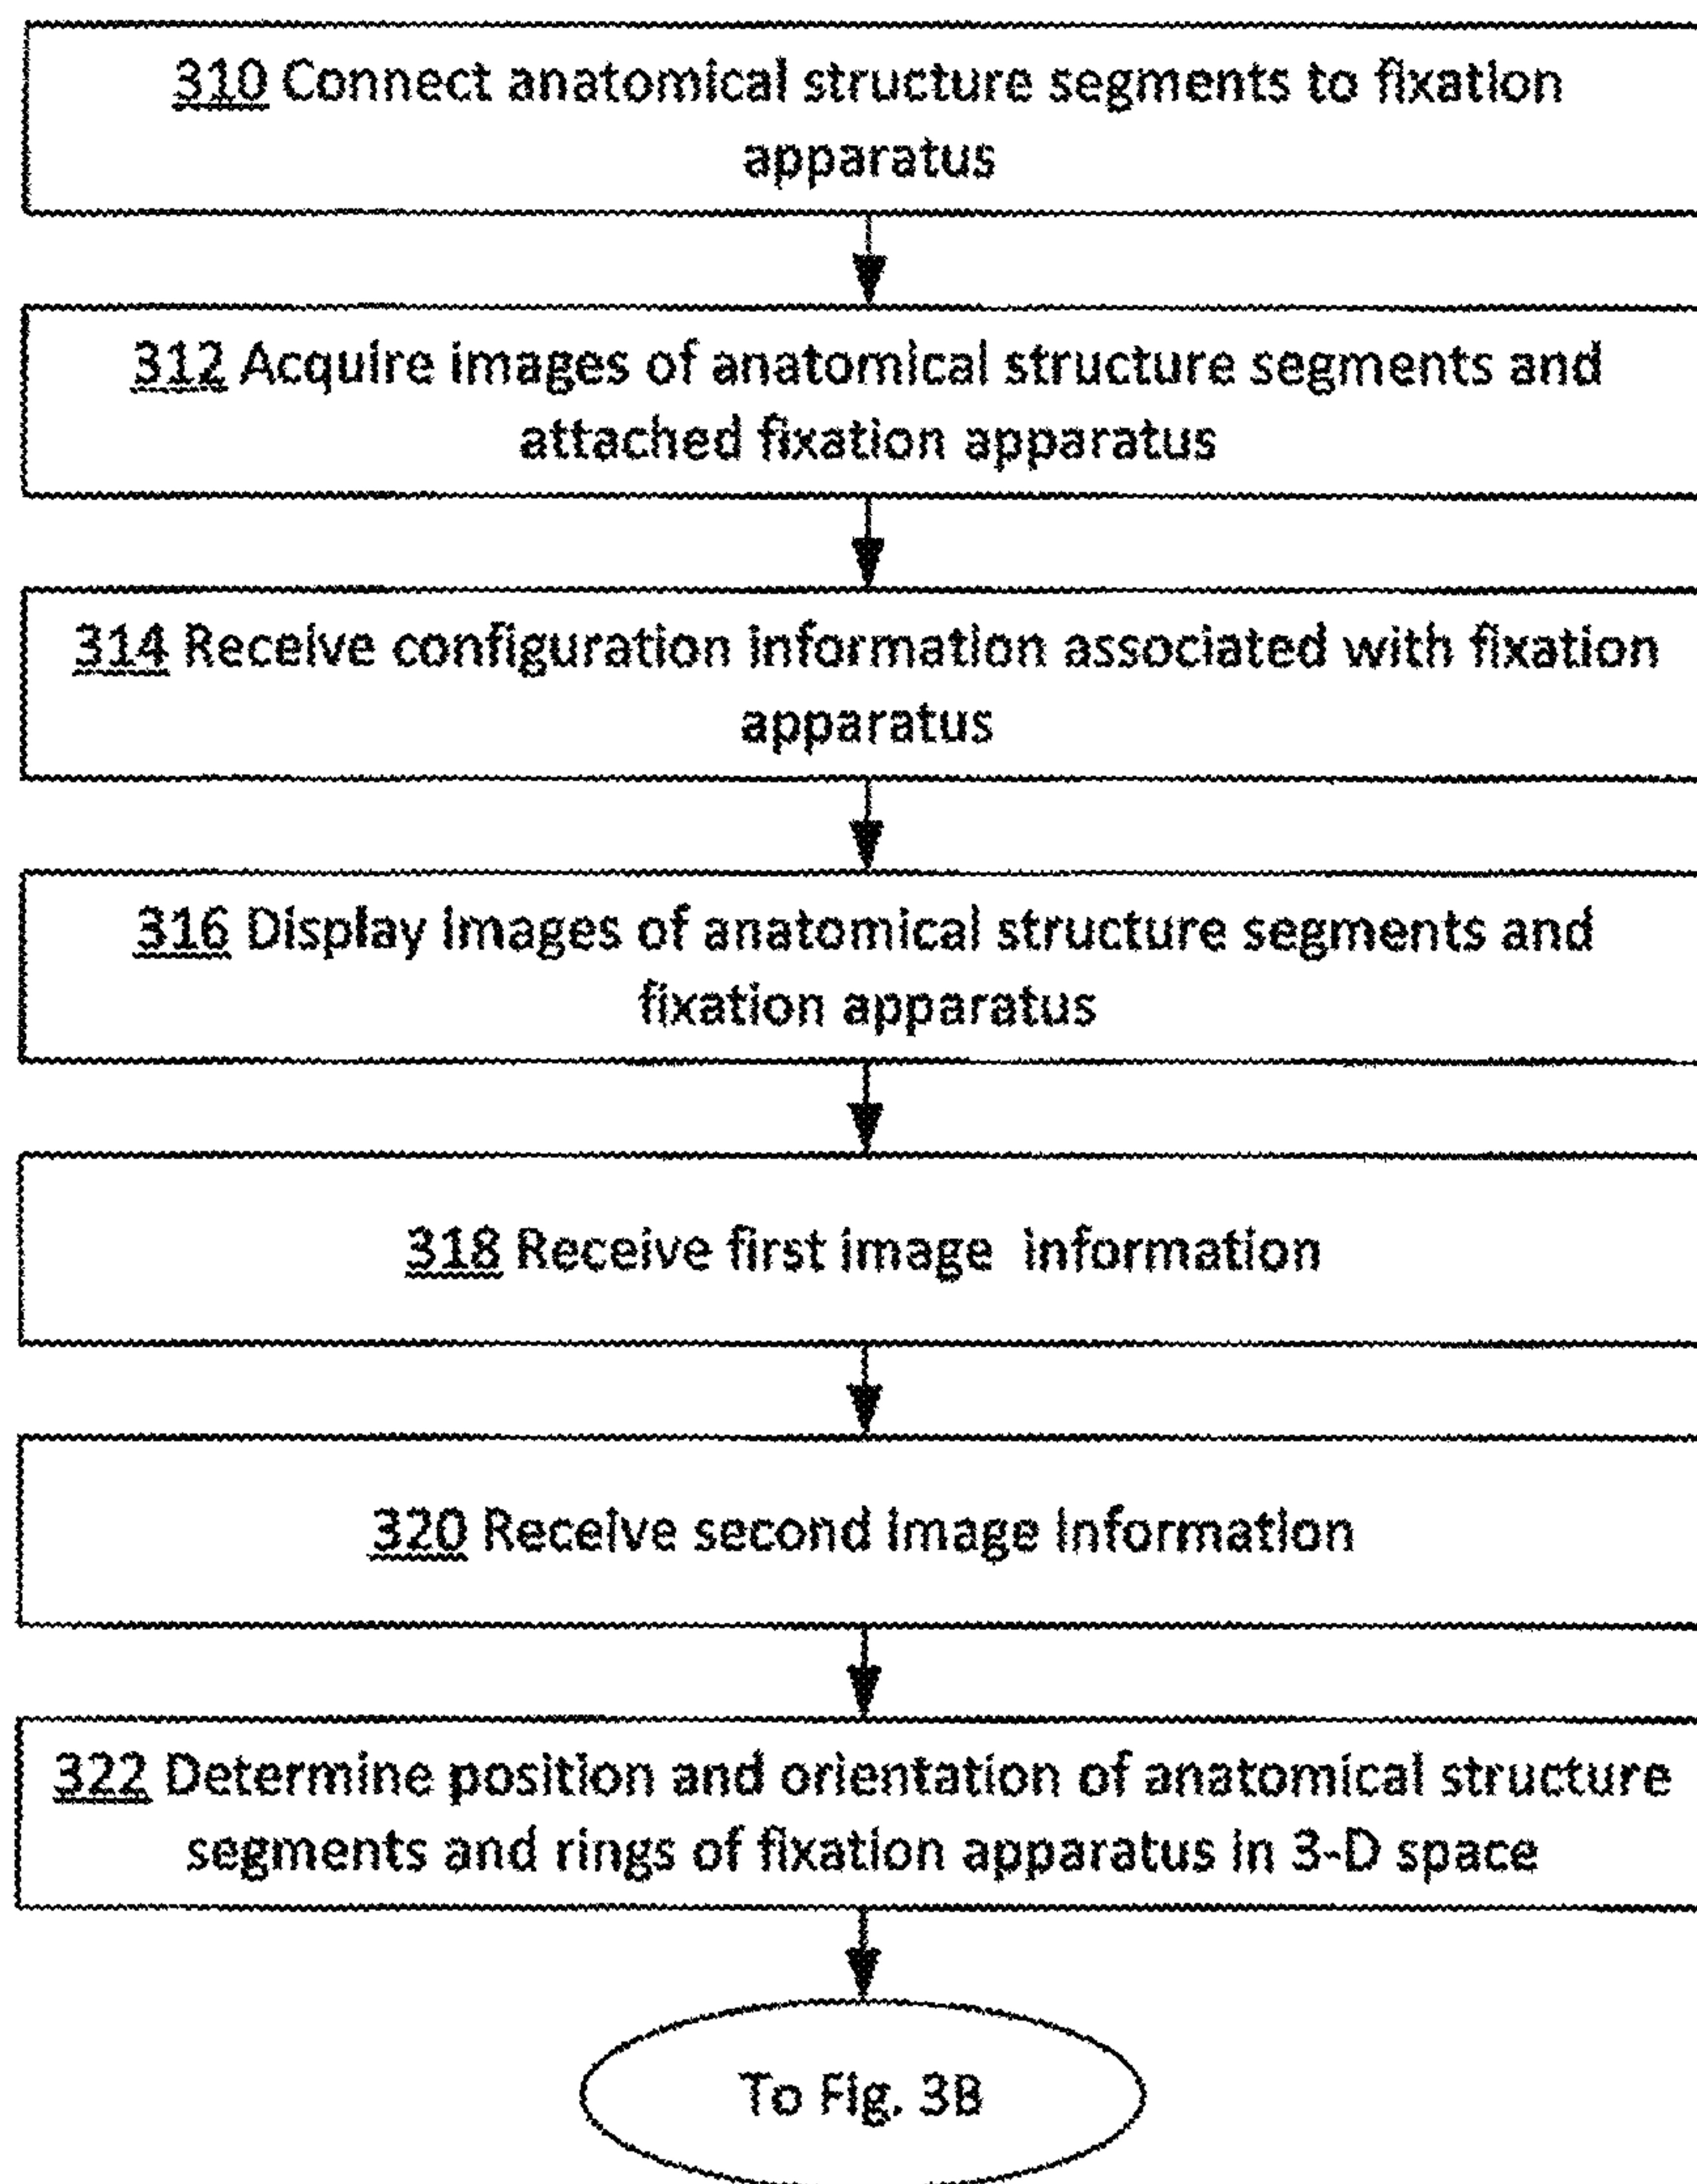 310 Connect anatomical structure segments to fixation
apparatus
312 Acquire images of anatomical structure segments and
attached fixation apparatus
314 Receive configuration information associated with fixation
apparatus
316 Display images of anatomical structure segments and
fixation apparatus
318 Receive first image information
320 Receive second image information
322 Determine position and orientation of anatomical structure
segments and rings of fixation apparatus in 3-D space
To Fig. 3B